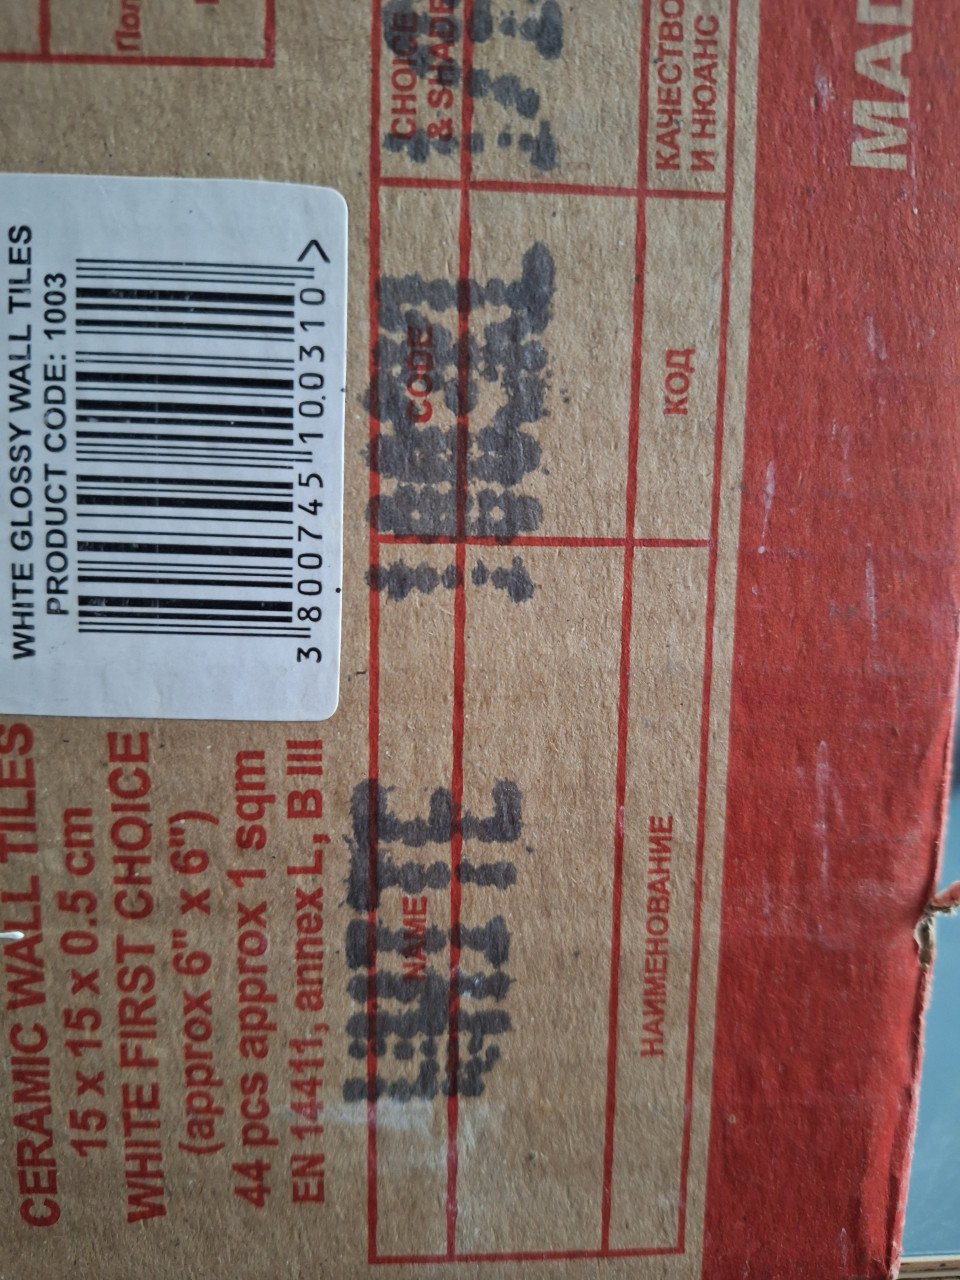 WHITE GLOSSY WALL TILES
PRODUCT CODE: 1003
3 800745 100310 >
CERAMIC WALL TILES
15 x 15 x 0.5 cm
WHITE FIRST CHOICE
(approx 6" x 6")
44 pcs approx 1 sqm
EN 14411, annex L, B III
NAME
CODE
CHOICE
& SHADE
НАИМЕНОВАНИЕ
КОД
КАЧЕСТВО
И НЮАНС